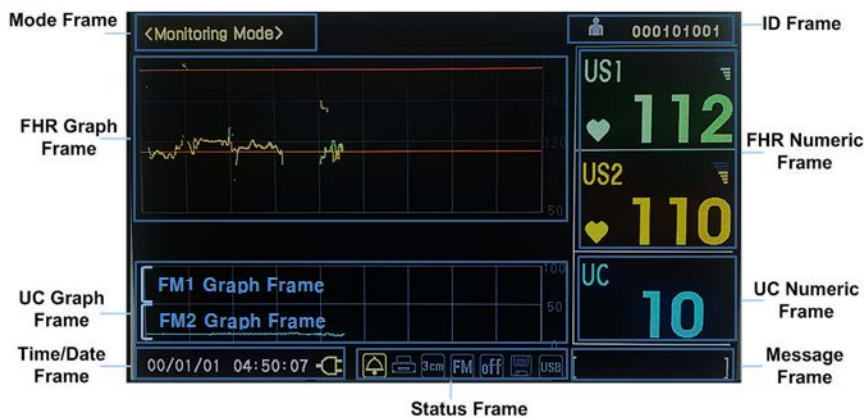 Mode Frame
<Monitoring Mode>
000101001
ID Frame
US1
112
FHR Graph Frame
120
50
FHR Numeric Frame
US2
110
100
FM1 Graph Frame
50
FM2 Graph Frame
0
UC Graph Frame
UC
10
UC Numeric Frame
Time/Date Frame
00/01/01 04:50:07
3cm
FM
off
USB
[ ]
Message Frame
Status Frame